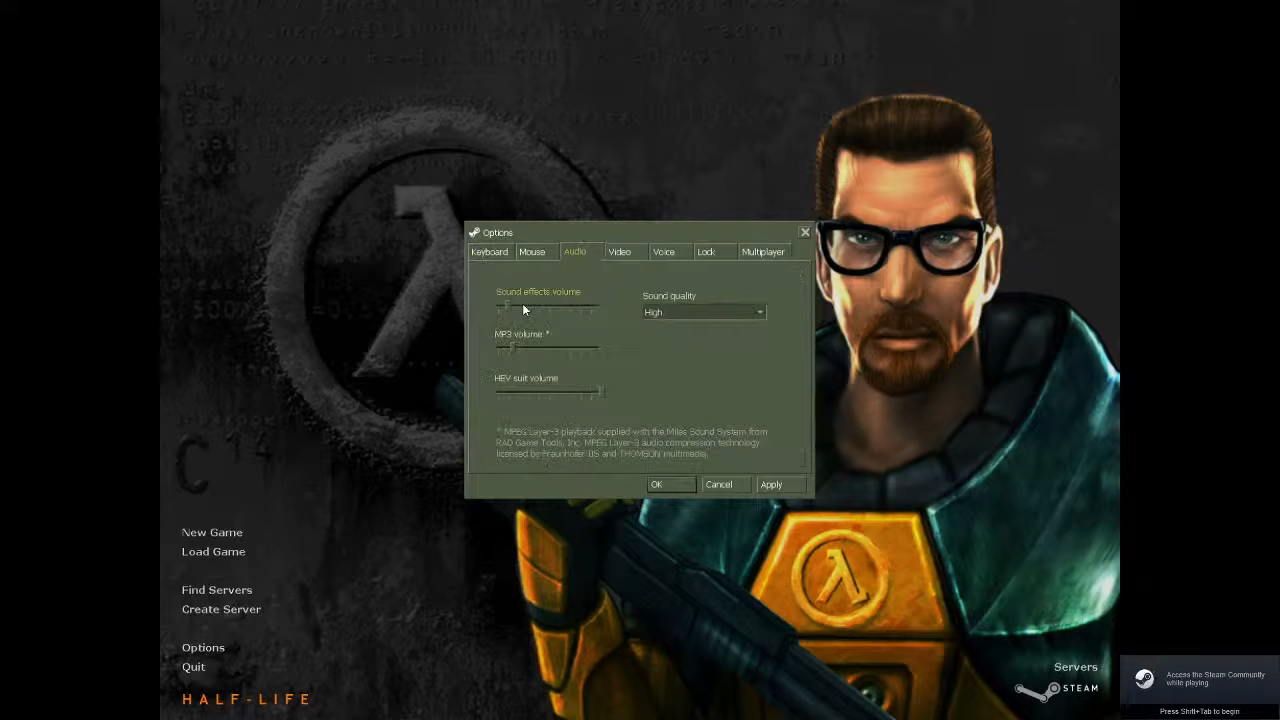 Options
Keyboard Mouse Audio Video Voice Lock Multiplayer
Sound effects volume
Sound quality
High
MP3 volume *
HEV suit volume
* MPEG Layer-3 playback supplied with the Miles Sound System from
RAD Game Tools, Inc. MPEG Layer-3 audio compression technology
licensed by Fraunhofer IIS and THOMSON multimedia.
OK Cancel Apply
New Game
Load Game
Find Servers
Create Server
Options
Quit
HALF-LIFE
Servers
STEAM
Access the Steam Community
while playing
Press Shift+Tab to begin